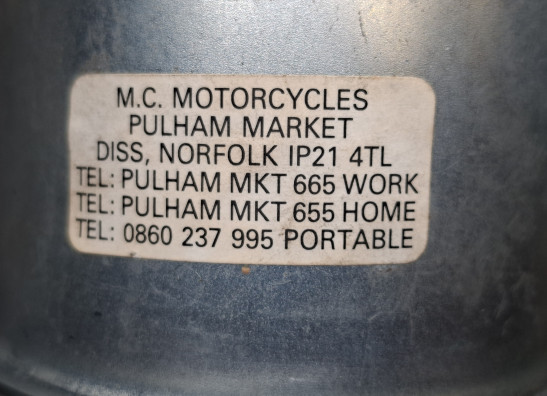 M.C. MOTORCYCLES
PULHAM MARKET
DISS, NORFOLK IP21 4TL
TEL: PULHAM MKT 665 WORK
TEL: PULHAM MKT 655 HOME
TEL: 0860 237 995 PORTABLE